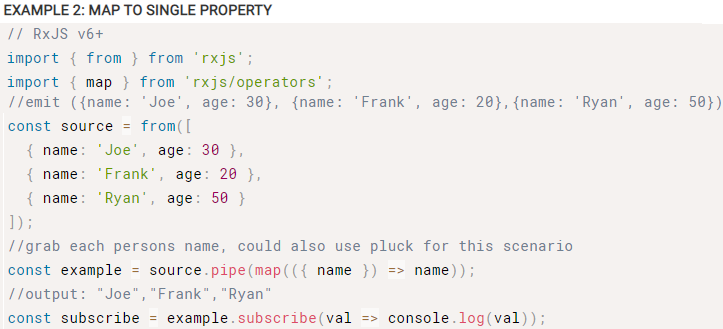 EXAMPLE 2: MAP TO SINGLE PROPERTY
// RxJS v6+
import { from } from 'rxjs';
import { map } from 'rxjs/operators';
//emit ({name: 'Joe', age: 30}, {name: 'Frank', age: 20},{name: 'Ryan', age: 50})
const source = from([
  { name: 'Joe', age: 30 },
  { name: 'Frank', age: 20 },
  { name: 'Ryan', age: 50 }
]);
//grab each persons name, could also use pluck for this scenario
const example = source.pipe(map(({ name }) => name));
//output: "Joe","Frank","Ryan"
const subscribe = example.subscribe(val => console.log(val));